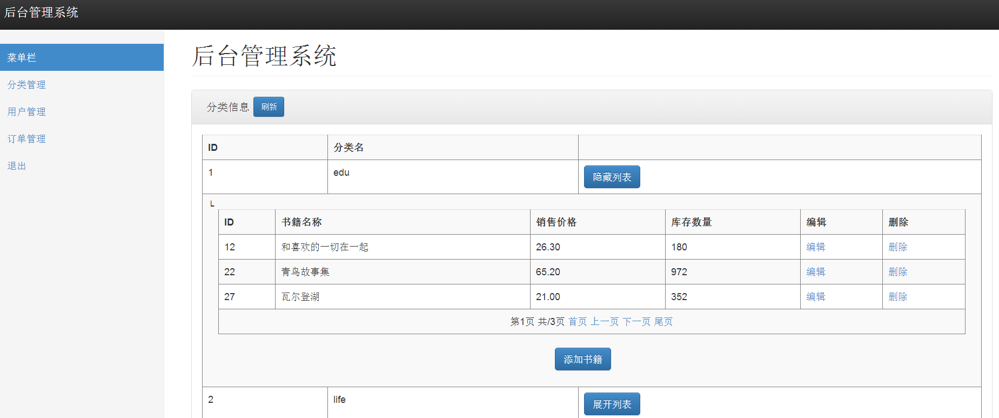 后台管理系统
菜单栏
分类管理
用户管理
订单管理
退出
后台管理系统
分类信息 刷新
ID 分类名
1 edu 隐藏列表
L
ID 书籍名称 销售价格 库存数量 编辑 删除
12 和喜欢的一切在一起 26.30 180 编辑 删除
22 青鸟故事集 65.20 972 编辑 删除
27 瓦尔登湖 21.00 352 编辑 删除
第1页 共/3页 首页 上一页 下一页 尾页
添加书籍
2 life 展开列表